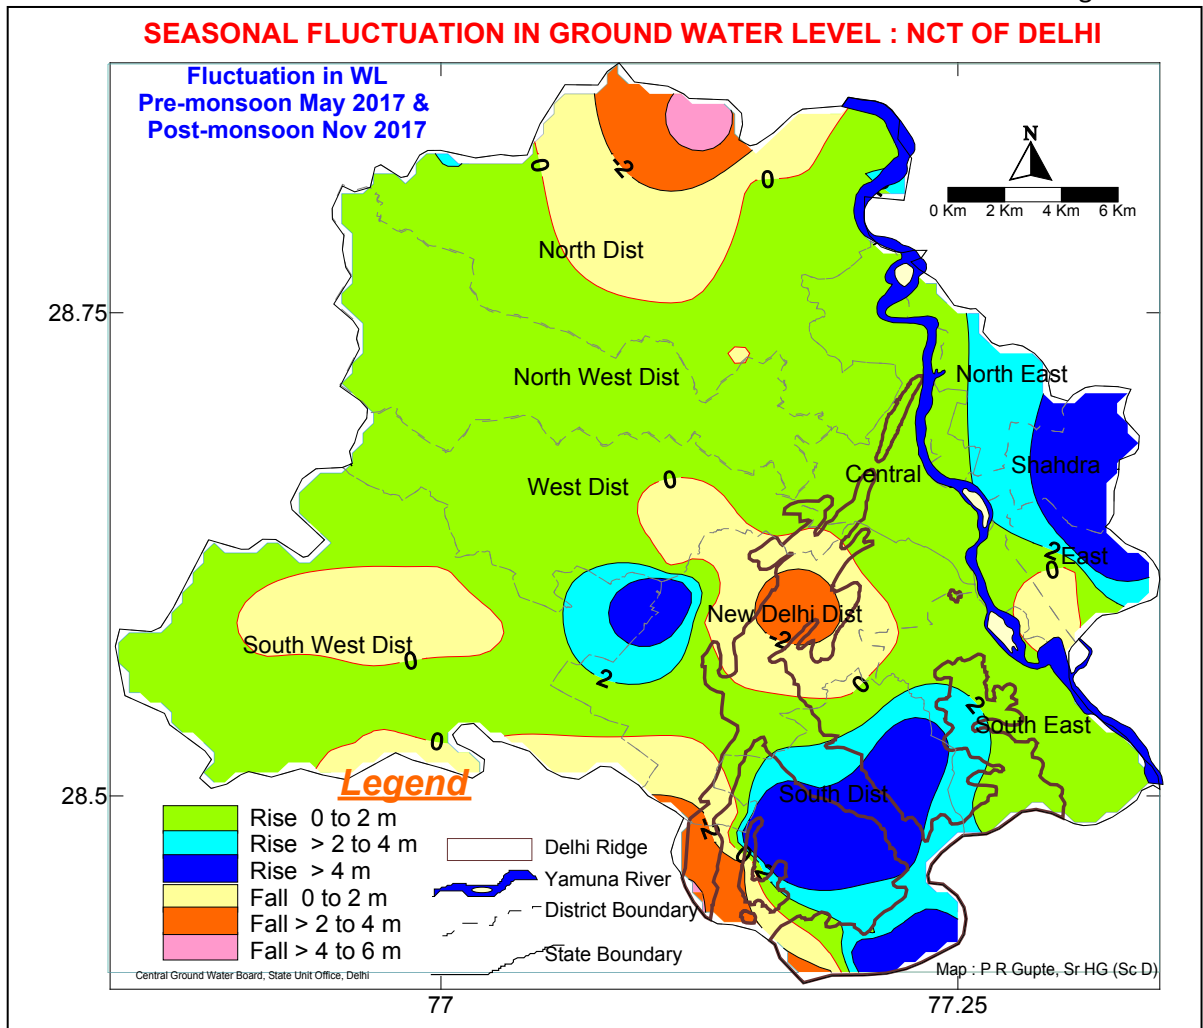 g
SEASONAL FLUCTUATION IN GROUND WATER LEVEL : NCT OF DELHI
Fluctuation in WL
Pre-monsoon May 2017 &
Post-monsoon Nov 2017
N
0 Km 2 Km 4 Km 6 Km
0
-2
0
North Dist
28.75
North West Dist
North East
West Dist
0
Central
Shahdra
2
East
0
New Delhi Dist
-2
South West Dist
0
2
0
2
South East
0
28.5
South Dist
-2
0
2
Legend
Rise 0 to 2 m
Rise > 2 to 4 m
Rise > 4 m
Fall 0 to 2 m
Fall > 2 to 4 m
Fall > 4 to 6 m
Delhi Ridge
Yamuna River
District Boundary
State Boundary
Central Ground Water Board, State Unit Office, Delhi
Map : P R Gupte, Sr HG (Sc D)
77
77.25